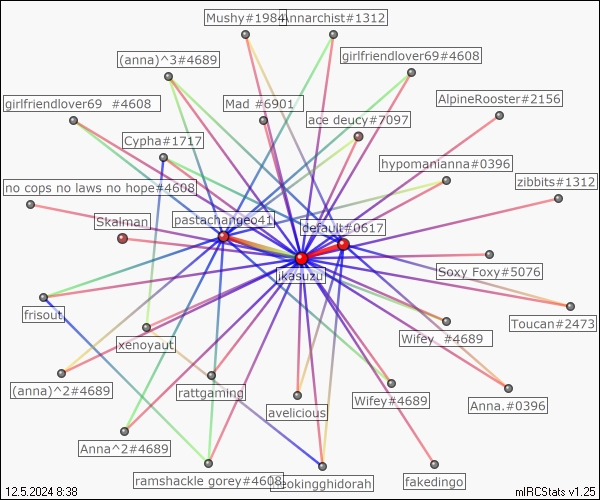 Mushy#1984
Annarchist#1312
(anna)^3#4689
girlfriendlover69#4608
girlfriendlover69 #4608
Mad #6901
AlpineRooster#2156
ace deucy#7097
Cypha#1717
hypomanianna#0396
zibbits#1312
no cops no laws no hope#4608
Skalman
pastachangeo41
default#0617
jkasuzu
Soxy Foxy#5076
frisout
Toucan#2473
xenoyaut
Wifey #4689
(anna)^2#4689
rattgaming
Wifey#4689
Anna.#0396
avelicious
Anna^2#4689
ramshackle gorey#4608
neokingghidorah
fakedingo
12.5.2024 8:38
mIRCStats v1.25